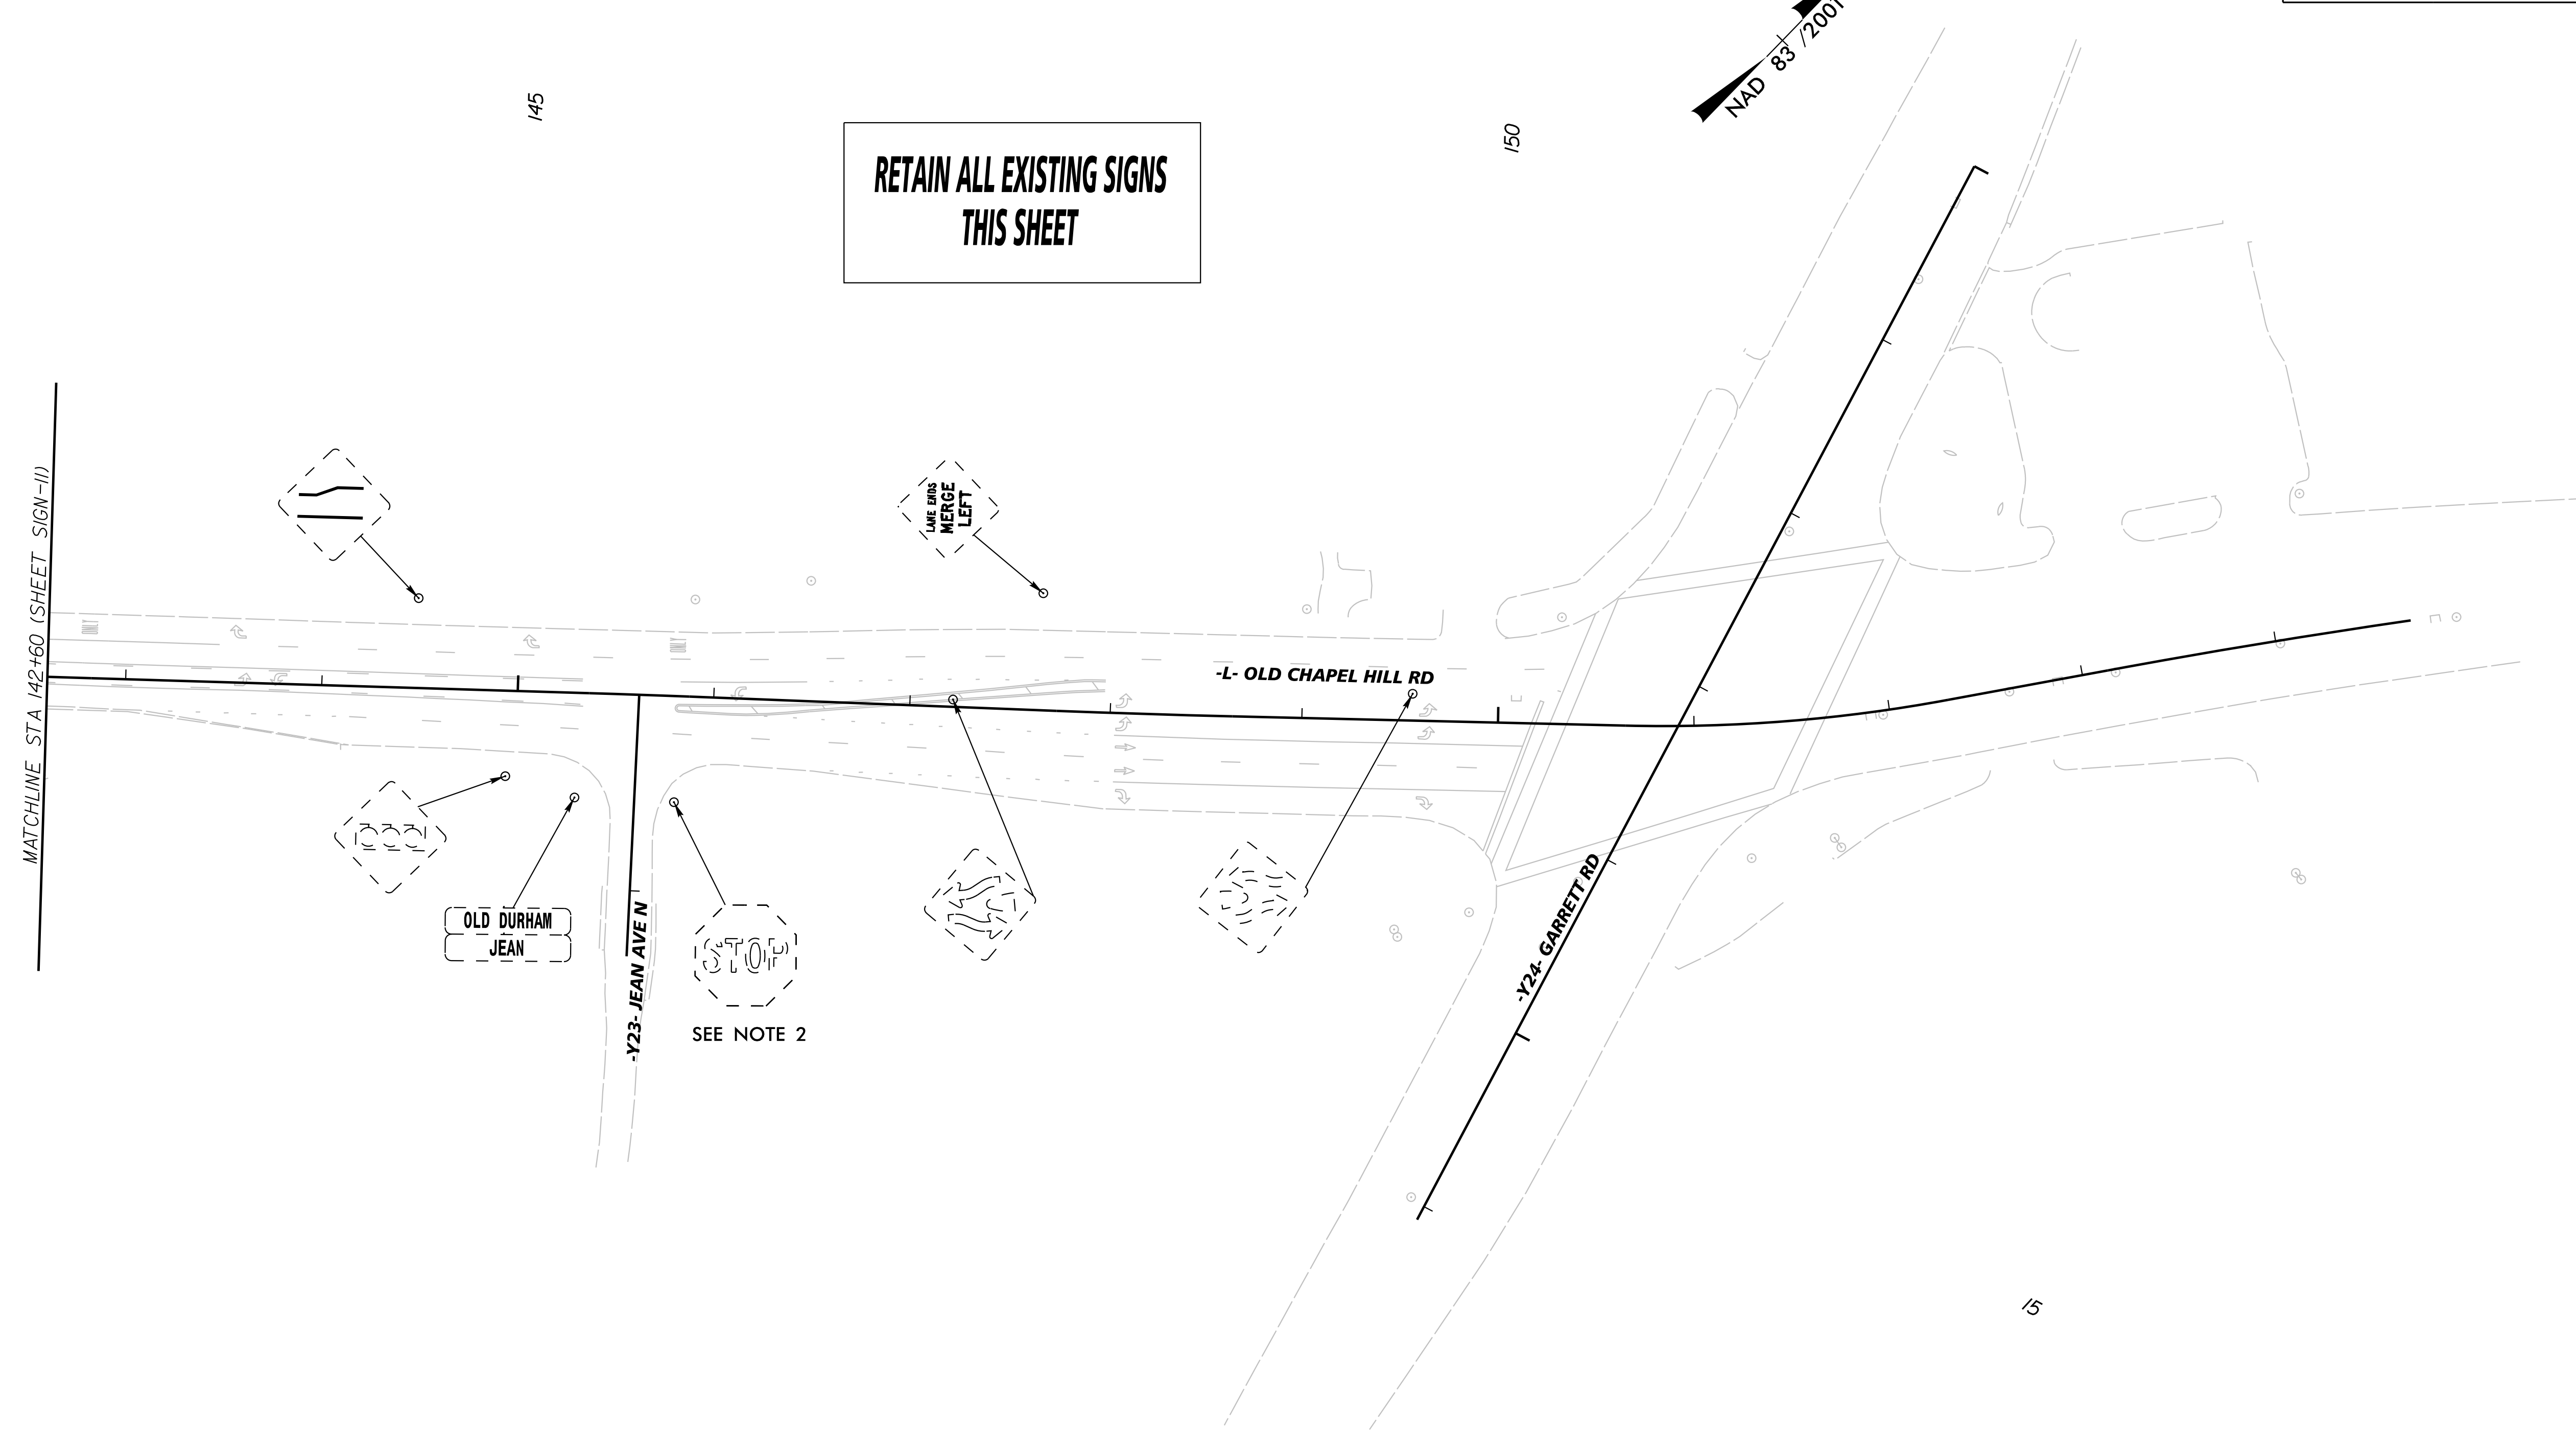 NAD 83 /2001
145
150
RETAIN ALL EXISTING SIGNS
THIS SHEET
MATCHLINE STA 142+60 (SHEET SIGN-11)
LANE ENDS
MERGE
LEFT
-L- OLD CHAPEL HILL RD
OLD DURHAM
JEAN
-Y23- JEAN AVE N
STOP
SEE NOTE 2
-Y24- GARRETT RD
15